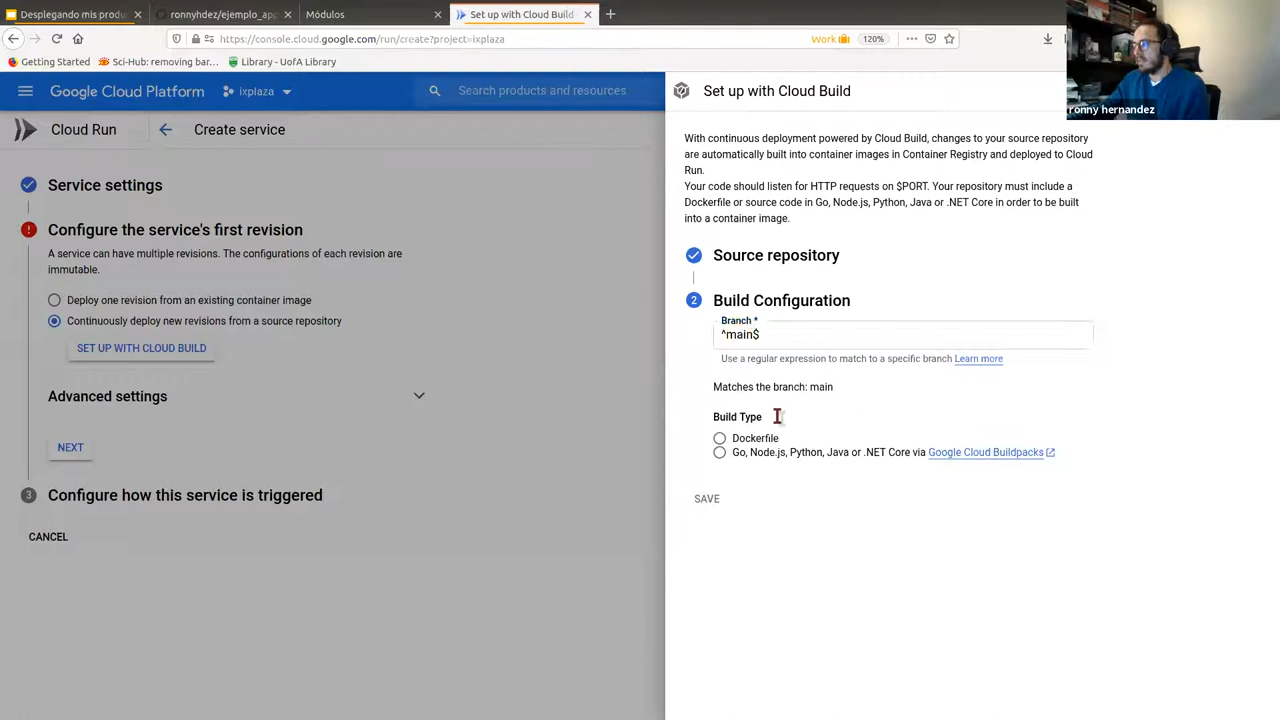 Desplegando mis produ
ronnyhdez/ejemplo_app
Módulos
Set up with Cloud Build
https://console.cloud.google.com/run/create?project=ixplaza
Work
120%
Getting Started
Sci-Hub: removing bar...
Library - UofA Library
Google Cloud Platform
ixplaza
Search products and resources
Cloud Run
Create service
Service settings
Configure the service's first revision
A service can have multiple revisions. The configurations of each revision are
immutable.
Deploy one revision from an existing container image
Continuously deploy new revisions from a source repository
SET UP WITH CLOUD BUILD
Advanced settings
NEXT
3
Configure how this service is triggered
CANCEL
Set up with Cloud Build
With continuous deployment powered by Cloud Build, changes to your source repository
are automatically built into container images in Container Registry and deployed to Cloud
Run.
Your code should listen for HTTP requests on $PORT. Your repository must include a
Dockerfile or source code in Go, Node.js, Python, Java or .NET Core in order to be built
into a container image.
Source repository
2
Build Configuration
Branch *
^main$
Use a regular expression to match to a specific branch Learn more
Matches the branch: main
Build Type
Dockerfile
Go, Node.js, Python, Java or .NET Core via Google Cloud Buildpacks
SAVE
ronny hernandez